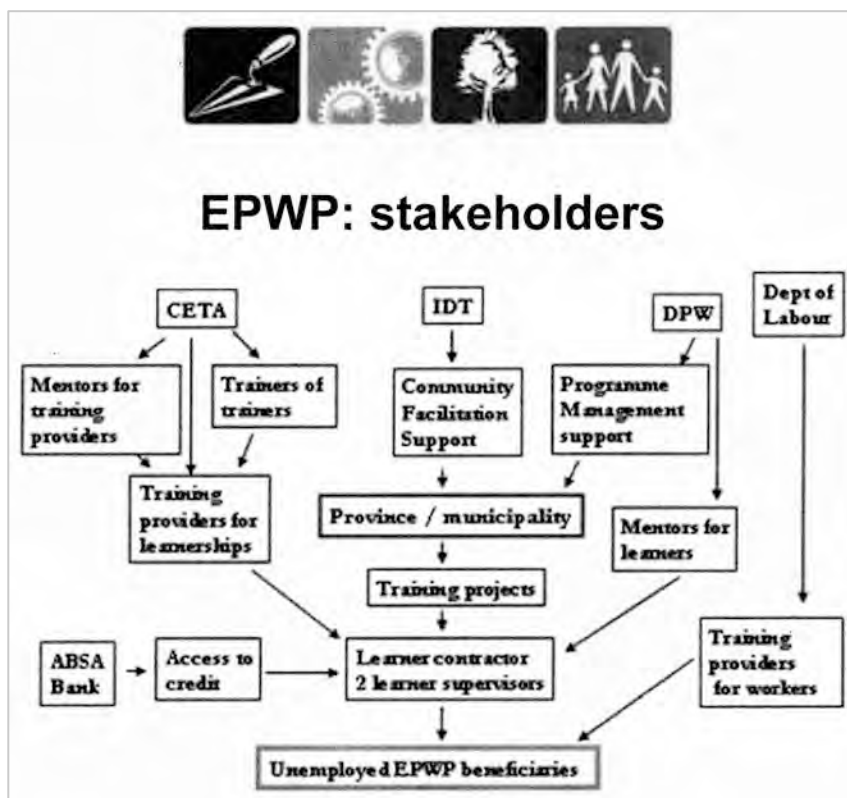 EPWP: stakeholders
CETA
IDT
DPW
Dept of
Labour
Mentors for
training
providers
Trainers of
trainers
Community
Facilitation
Support
Programme
Management
support
Training
providers for
learnerships
Province / municipality
Mentors for
learners
Training projects
ABSA
Bank
Access to
credit
Learner contractor
2 learner supervisors
Training
providers
for workers
Unemployed EPWP beneficiaries